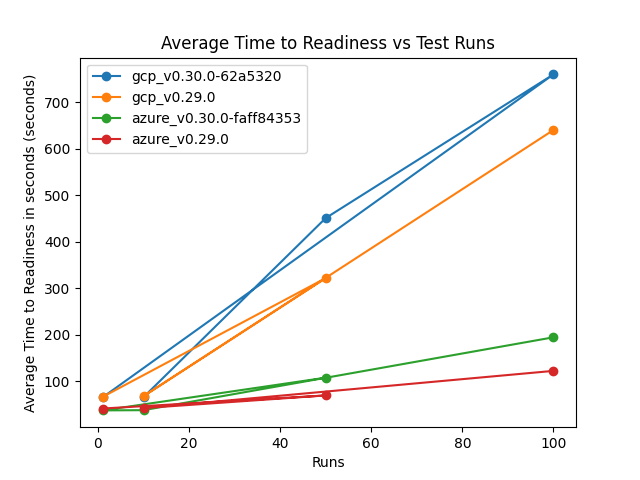 Average Time to Readiness vs Test Runs
gcp_v0.30.0-62a5320
gcp_v0.29.0
azure_v0.30.0-faff84353
azure_v0.29.0
Average Time to Readiness in seconds (seconds)
700
600
500
400
300
200
100
0 20 40 60 80 100
Runs